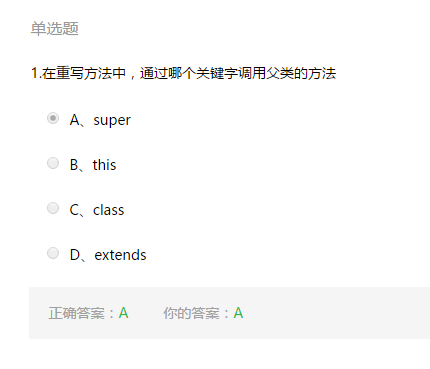 单选题
1.在重写方法中，通过哪个关键字调用父类的方法
A、super
B、this
C、class
D、extends
正确答案：A 你的答案：A